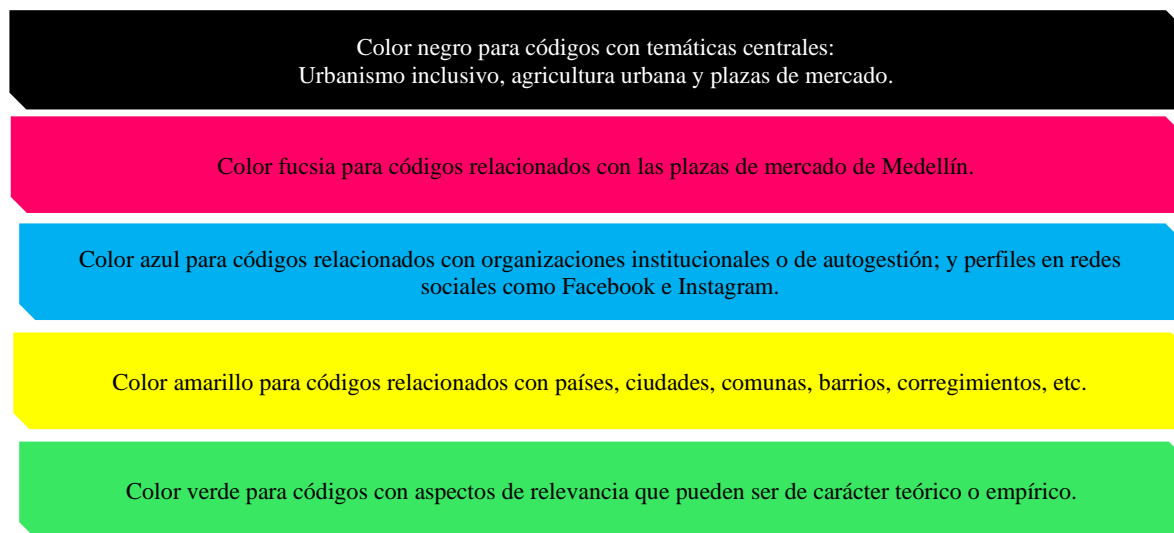 Color negro para códigos con temáticas centrales:
Urbanismo inclusivo, agricultura urbana y plazas de mercado.
Color fucsia para códigos relacionados con las plazas de mercado de Medellín.
Color azul para códigos relacionados con organizaciones institucionales o de autogestión; y perfiles en redes
sociales como Facebook e Instagram.
Color amarillo para códigos relacionados con países, ciudades, comunas, barrios, corregimientos, etc.
Color verde para códigos con aspectos de relevancia que pueden ser de carácter teórico o empírico.